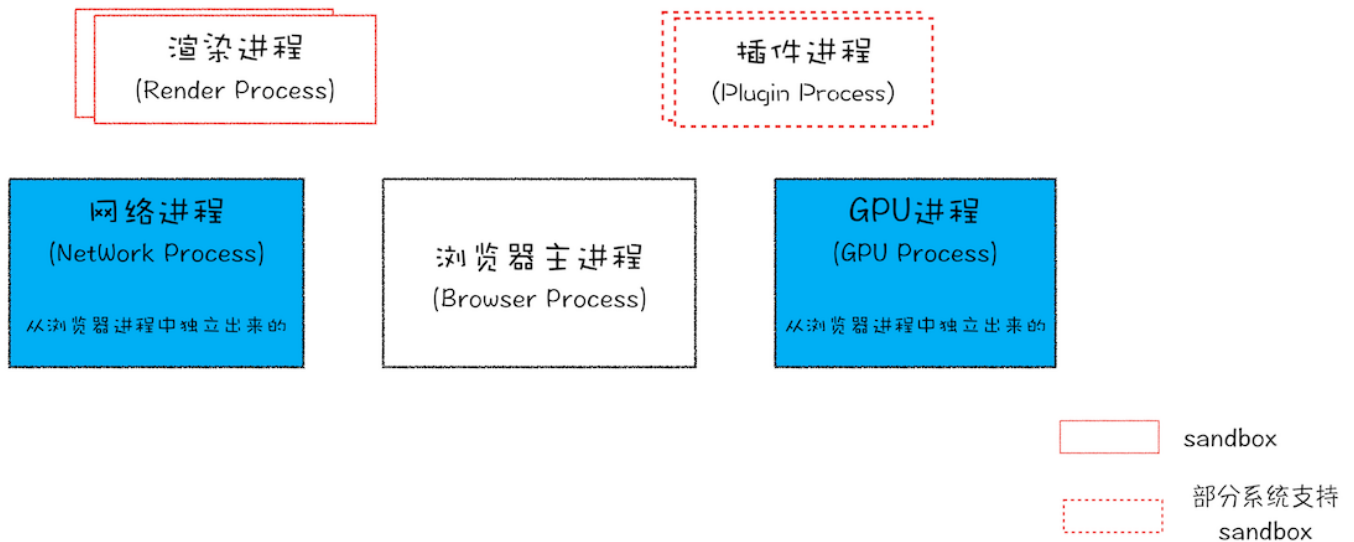 渲染进程
(Render Process)
插件进程
(Plugin Process)
网络进程
(NetWork Process)
从浏览器进程中独立出来的
浏览器主进程
(Browser Process)
GPU进程
(GPU Process)
从浏览器进程中独立出来的
sandbox
部分系统支持
sandbox